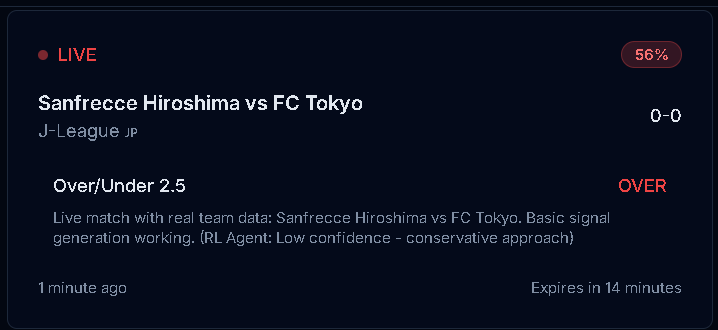 LIVE
56%
Sanfrecce Hiroshima vs FC Tokyo
0-0
J-League JP
Over/Under 2.5
OVER
Live match with real team data: Sanfrecce Hiroshima vs FC Tokyo. Basic signal
generation working. (RL Agent: Low confidence - conservative approach)
1 minute ago
Expires in 14 minutes